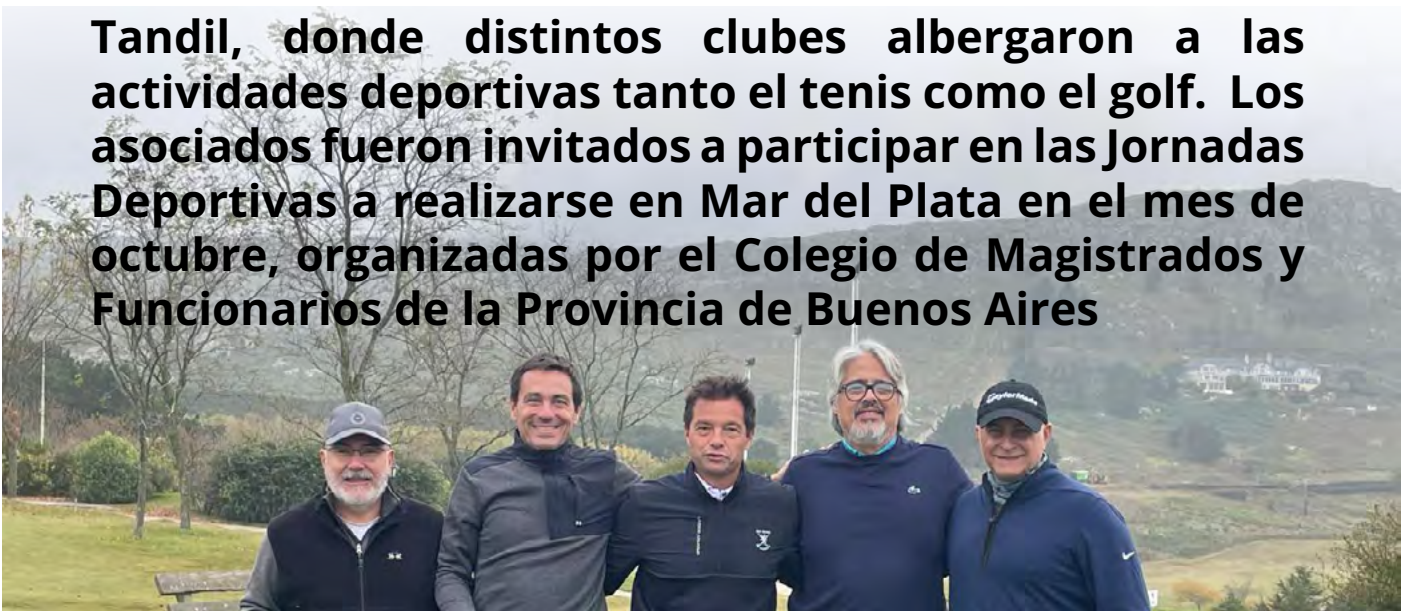 Tandil, donde distintos clubes albergaron a las
actividades deportivas tanto el tenis como el golf. Los
asociados fueron invitados a participar en las Jornadas
Deportivas a realizarse en Mar del Plata en el mes de
octubre, organizadas por el Colegio de Magistrados y
Funcionarios de la Provincia de Buenos Aires
TaylorMade